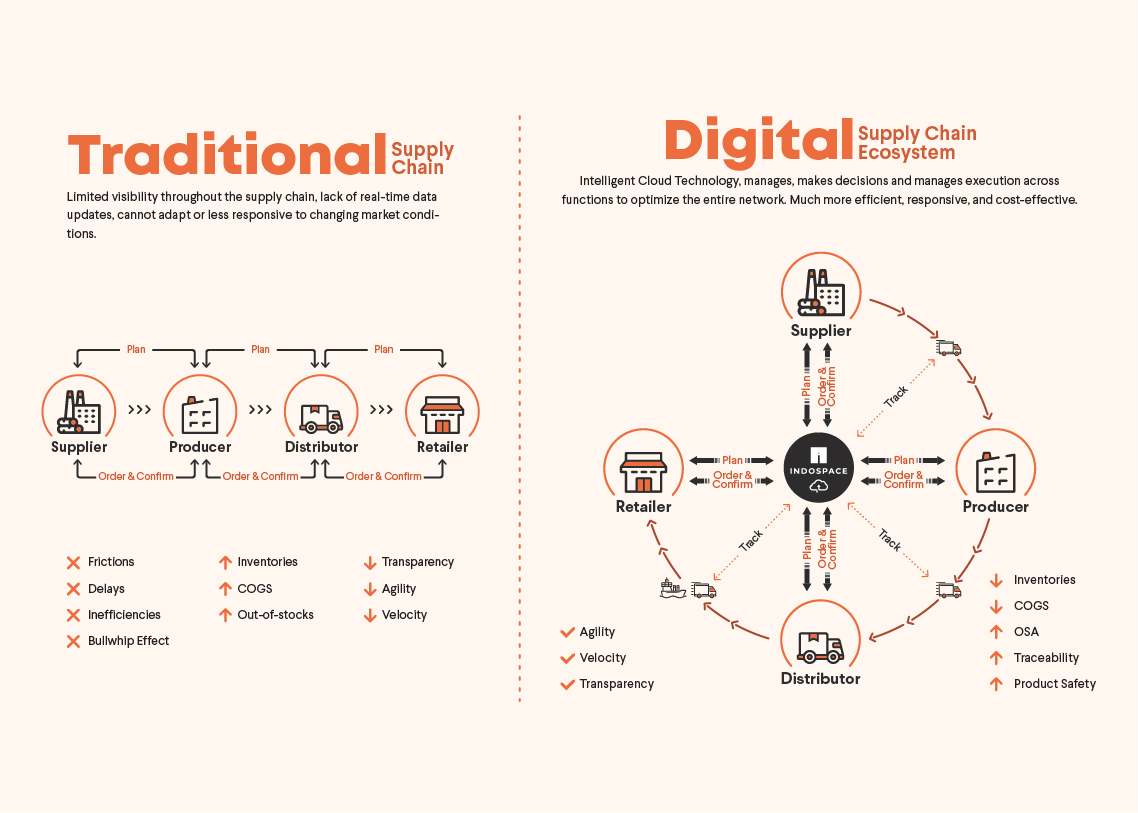 Traditional Supply
Chain
Limited visibility throughout the supply chain, lack of real-time data
updates, cannot adapt or less responsive to changing market condi-
tions.
Plan
Plan
Plan
Supplier
Producer
Distributor
Retailer
Order & Confirm
Order & Confirm
Order & Confirm
Frictions
Delays
Inefficiencies
Bullwhip Effect
Inventories
COGS
Out-of-stocks
Transparency
Agility
Velocity
Digital Supply Chain
Ecosystem
Intelligent Cloud Technology, manages, makes decisions and manages execution across
functions to optimize the entire network. Much more efficient, responsive, and cost-effective.
Supplier
Plan
Order &
Confirm
Track
Retailer
Plan
Order &
Confirm
INDOSPACE
Plan
Order &
Confirm
Producer
Track
Plan
Order &
Confirm
Track
Distributor
Agility
Velocity
Transparency
Inventories
COGS
OSA
Traceability
Product Safety